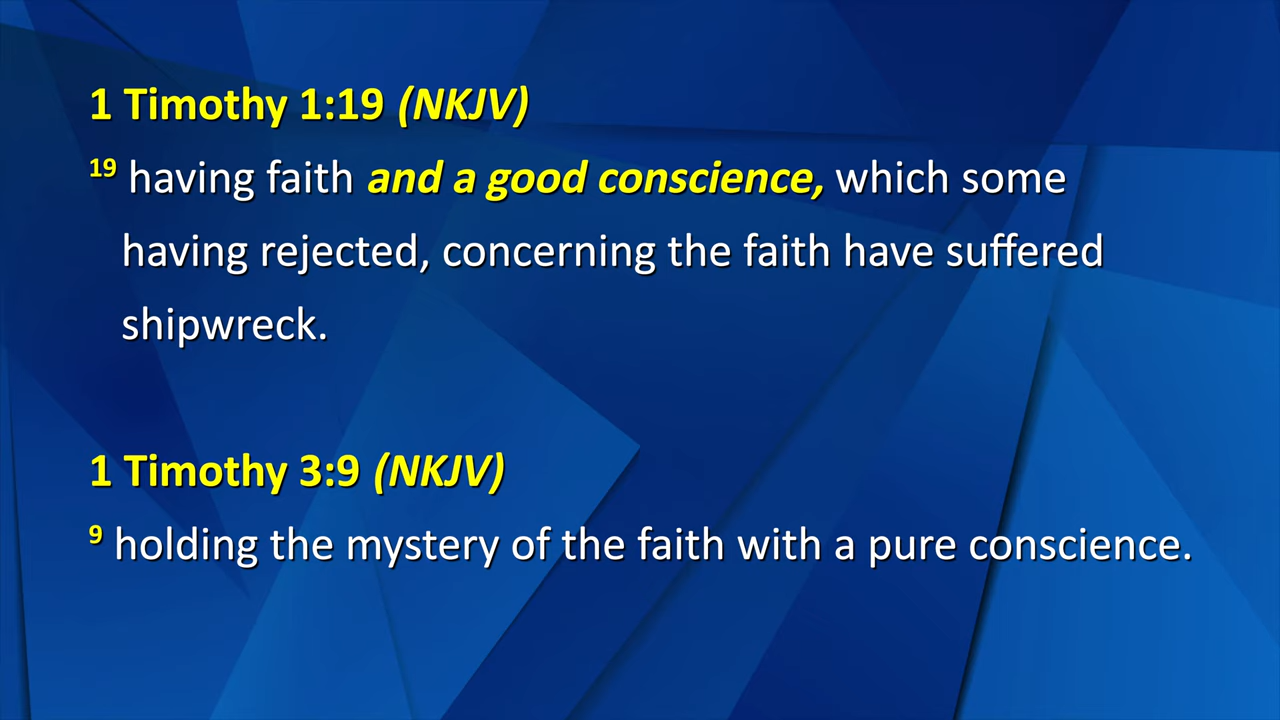 1 Timothy 1:19 (NKJV)
19 having faith and a good conscience, which some
having rejected, concerning the faith have suffered
shipwreck.
1 Timothy 3:9 (NKJV)
9 holding the mystery of the faith with a pure conscience.